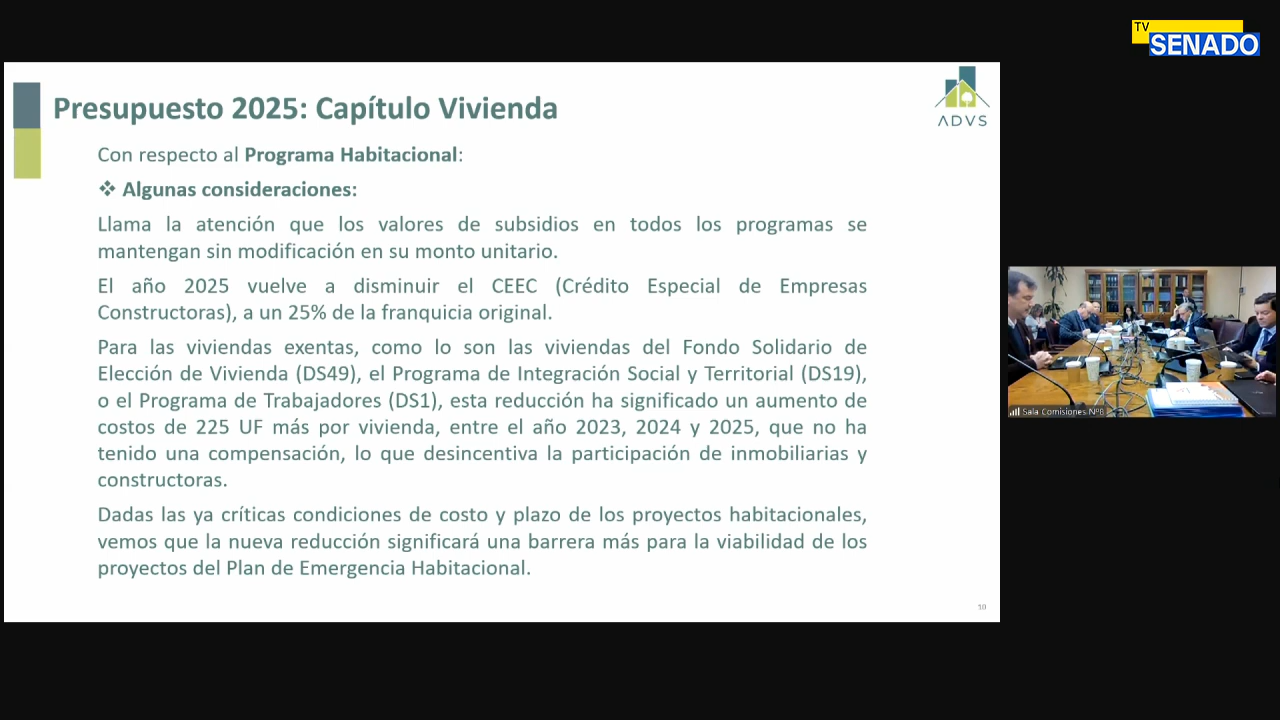 TV
SENADO
Presupuesto 2025: Capítulo Vivienda
ADVS
Con respecto al Programa Habitacional:
❖ Algunas consideraciones:
Llama la atención que los valores de subsidios en todos los programas se
mantengan sin modificación en su monto unitario.
El año 2025 vuelve a disminuir el CEEC (Crédito Especial de Empresas
Constructoras), a un 25% de la franquicia original.
Para las viviendas exentas, como lo son las viviendas del Fondo Solidario de
Elección de Vivienda (DS49), el Programa de Integración Social y Territorial (DS19),
o el Programa de Trabajadores (DS1), esta reducción ha significado un aumento de
costos de 225 UF más por vivienda, entre el año 2023, 2024 y 2025, que no ha
tenido una compensación, lo que desincentiva la participación de inmobiliarias y
constructoras.
Dadas las ya críticas condiciones de costo y plazo de los proyectos habitacionales,
vemos que la nueva reducción significará una barrera más para la viabilidad de los
proyectos del Plan de Emergencia Habitacional.
10
Sala Comisiones Nº8